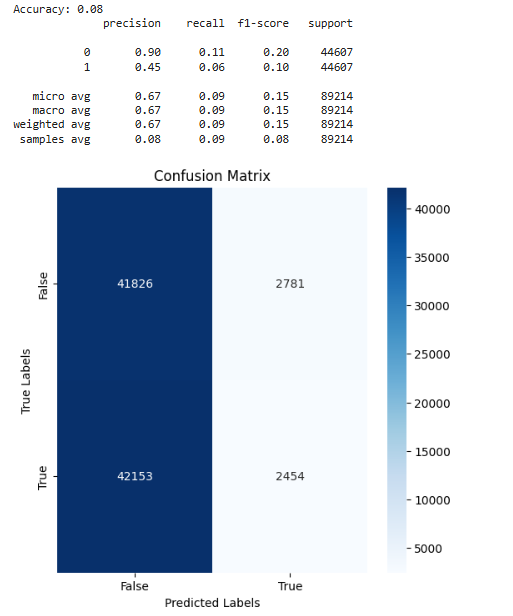 Accuracy: 0.08
precision recall f1-score support
0 0.90 0.11 0.20 44607
1 0.45 0.06 0.10 44607
micro avg 0.67 0.09 0.15 89214
macro avg 0.67 0.09 0.15 89214
weighted avg 0.67 0.09 0.15 89214
samples avg 0.08 0.09 0.08 89214
Confusion Matrix
40000
35000
30000
25000
20000
15000
10000
5000
True Labels
False
True
41826 2781
42153 2454
False True
Predicted Labels